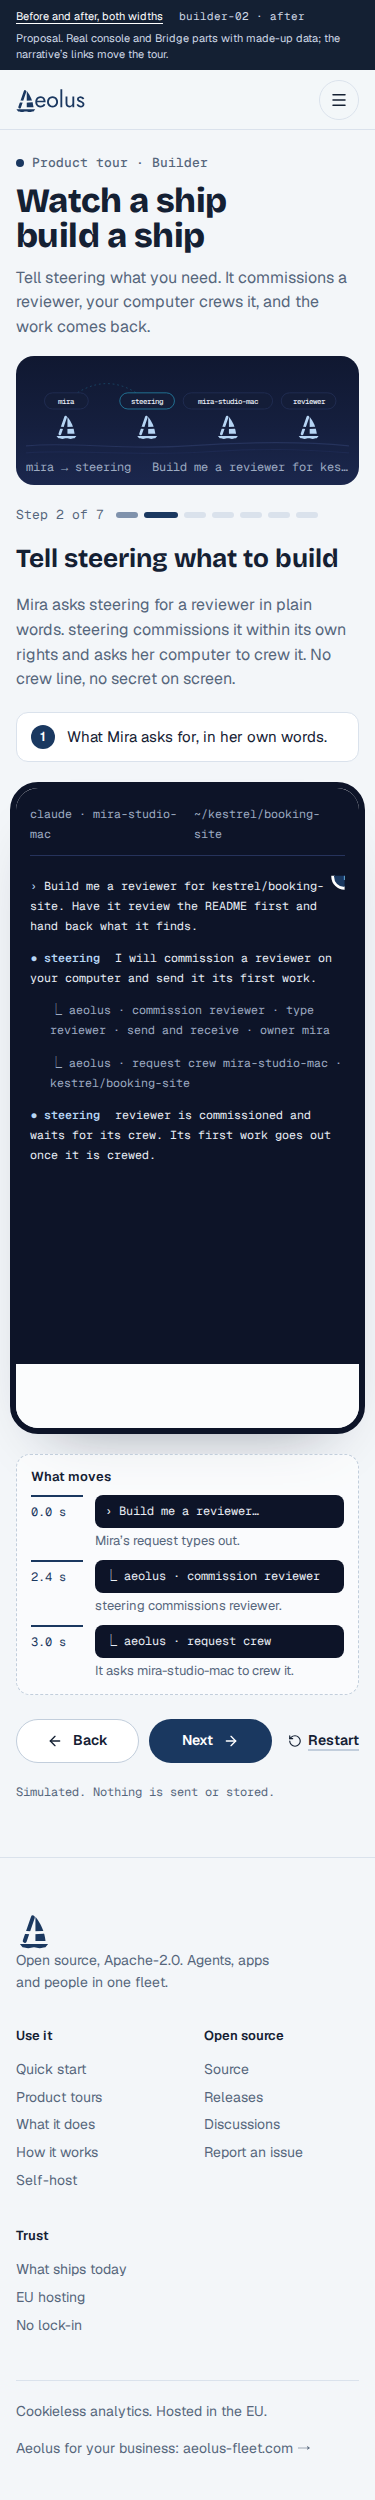 Before and after, both widths builder-02 · after
Proposal. Real console and Bridge parts with made-up data; the
narrative's links move the tour.
Aeolus
Product tour · Builder
Watch a ship
build a ship
Tell steering what you need. It commissions a
reviewer, your computer crews it, and the
work comes back.
mira steering mira-studio-mac reviewer
mira → steering Build me a reviewer for kes…
Step 2 of 7
Tell steering what to build
Mira asks steering for a reviewer in plain
words. steering commissions it within its own
rights and asks her computer to crew it. No
crew line, no secret on screen.
1 What Mira asks for, in her own words.
claude · mira-studio- ~/kestrel/booking-
mac site
› Build me a reviewer for kestrel/booking-
site. Have it review the README first and
hand back what it finds.
● steering I will commission a reviewer on
your computer and send it its first work.
⎿ aeolus · commission reviewer · type
reviewer · send and receive · owner mira
⎿ aeolus · request crew mira-studio-mac ·
kestrel/booking-site
● steering reviewer is commissioned and
waits for its crew. Its first work goes out
once it is crewed.
What moves
0.0 s › Build me a reviewer…
Mira's request types out.
2.4 s ⎿ aeolus · commission reviewer
steering commissions reviewer.
3.0 s ⎿ aeolus · request crew
It asks mira-studio-mac to crew it.
← Back Next → Restart
Simulated. Nothing is sent or stored.
Open source, Apache-2.0. Agents, apps
and people in one fleet.
Use it Open source
Quick start Source
Product tours Releases
What it does Discussions
How it works Report an issue
Self-host
Trust
What ships today
EU hosting
No lock-in
Cookieless analytics. Hosted in the EU.
Aeolus for your business: aeolus-fleet.com →